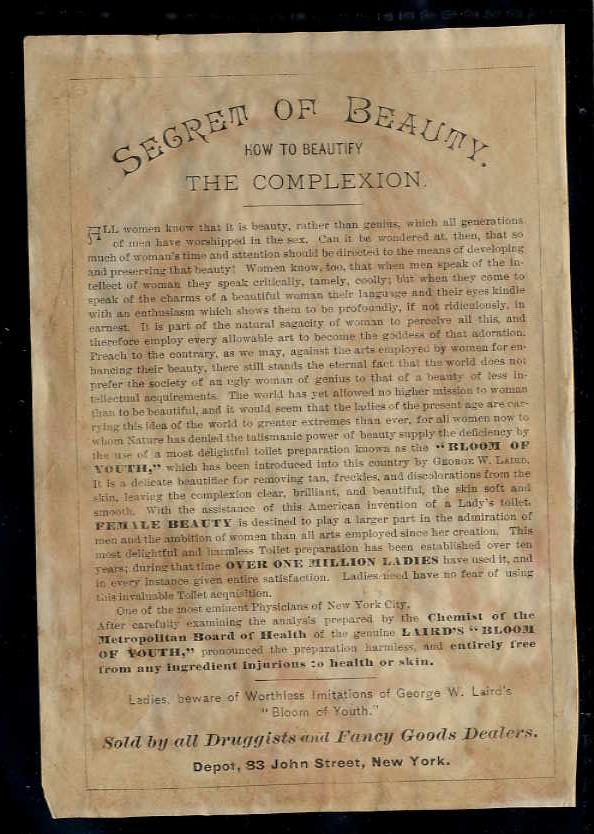 SECRET OF BEAUTY.
HOW TO BEAUTIFY
THE COMPLEXION.
ALL women know that it is beauty, rather than genius, which all generations
of men have worshipped in the sex. Can it be wondered at, then, that so
much of woman's time and attention should be directed to the means of developing
and preserving that beauty! Women know, too, that when men speak of the in-
tellect of woman they speak critically, tamely, coolly; but when they come to
speak of the charms of a beautiful woman their language and their eyes kindle
with an enthusiasm which shows them to be profoundly, if not ridiculously, in
earnest. It is part of the natural sagacity of woman to perceive all this, and
therefore employ every allowable art to become the goddess of that adoration.
Preach to the contrary, as we may, against the arts employed by women for en-
hancing their beauty, there still stands the eternal fact that the world does not
prefer the society of an ugly woman of genius to that of a beauty of less in-
tellectual acquirements. The world has yet allowed no higher mission to woman
than to be beautiful, and it would seem that the ladies of the present age are car-
rying this idea of the world to greater extremes than ever, for all women now to
whom Nature has denied the talismanic power of beauty supply the deficiency by
the use of a most delightful toilet preparation known as the "BLOOM OF
YOUTH," which has been introduced into this country by GEORGE W. LAIRD.
It is a delicate beautifier for removing tan, freckles, and discolorations from the
skin, leaving the complexion clear, brilliant, and beautiful, the skin soft and
smooth. With the assistance of this American invention of a Lady's toilet,
FEMALE BEAUTY is destined to play a larger part in the admiration of
men and the ambition of women than all arts employed since her creation. This
most delightful and harmless Toilet preparation has been established over ten
years; during that time OVER ONE MILLION LADIES have used it, and
in every instance given entire satisfaction. Ladies need have no fear of using
this invaluable Toilet acquisition.
One of the most eminent Physicians of New York City,
After carefully examining the analysis prepared by the Chemist of the
Metropolitan Board of Health of the genuine LAIRD'S "BLOOM
OF YOUTH," pronounced the preparation harmless, and entirely free
from any ingredient injurious to health or skin.
Ladies, beware of Worthless Imitations of George W. Laird's
"Bloom of Youth."
Sold by all Druggists and Fancy Goods Dealers.
Depot, 83 John Street, New York.